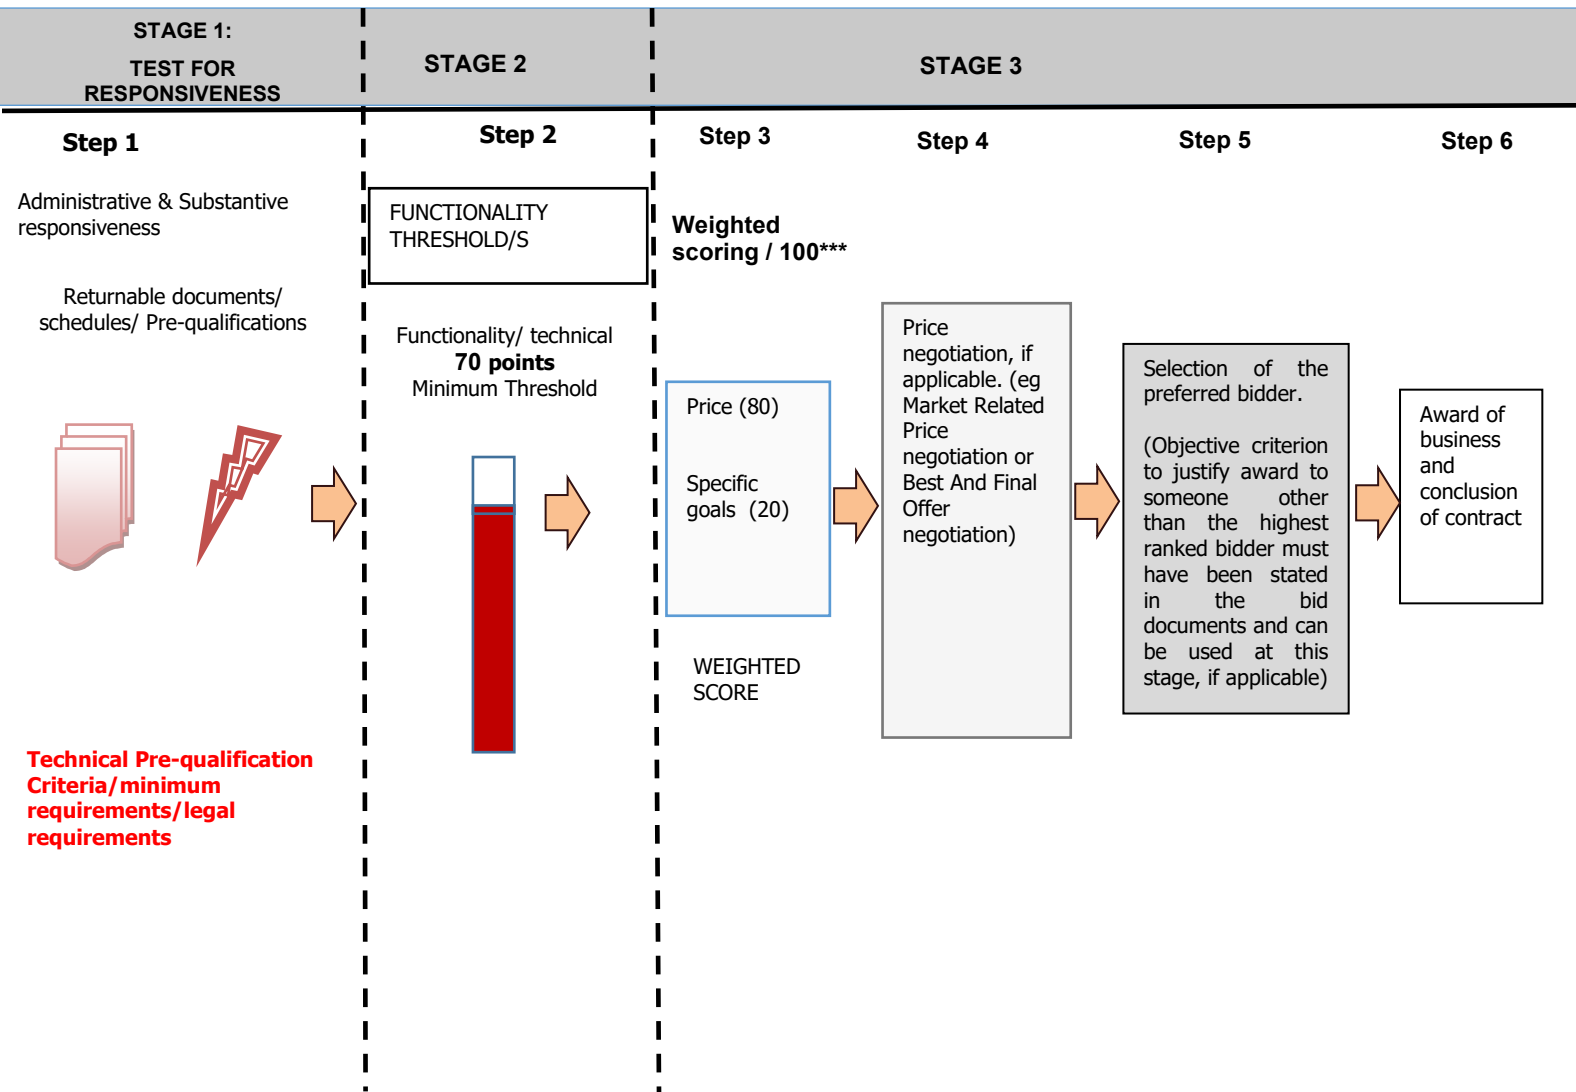 STAGE 1:
TEST FOR
RESPONSIVENESS
STAGE 2
STAGE 3
Step 1
Step 2
Step 3
Step 4
Step 5
Step 6
Administrative & Substantive
responsiveness
Returnable documents/
schedules/ Pre-qualifications
Technical Pre-qualification
Criteria/minimum
requirements/legal
requirements
FUNCTIONALITY
THRESHOLD/S
Functionality/ technical
70 points
Minimum Threshold
Weighted
scoring / 100***
Price (80)
Specific
goals (20)
WEIGHTED
SCORE
Price
negotiation, if
applicable. (eg
Market Related
Price
negotiation or
Best And Final
Offer
negotiation)
Selection of the
preferred bidder.
(Objective criterion
to justify award to
someone other
than the highest
ranked bidder must
have been stated
in the bid
documents and can
be used at this
stage, if applicable)
Award of
business
and
conclusion
of contract